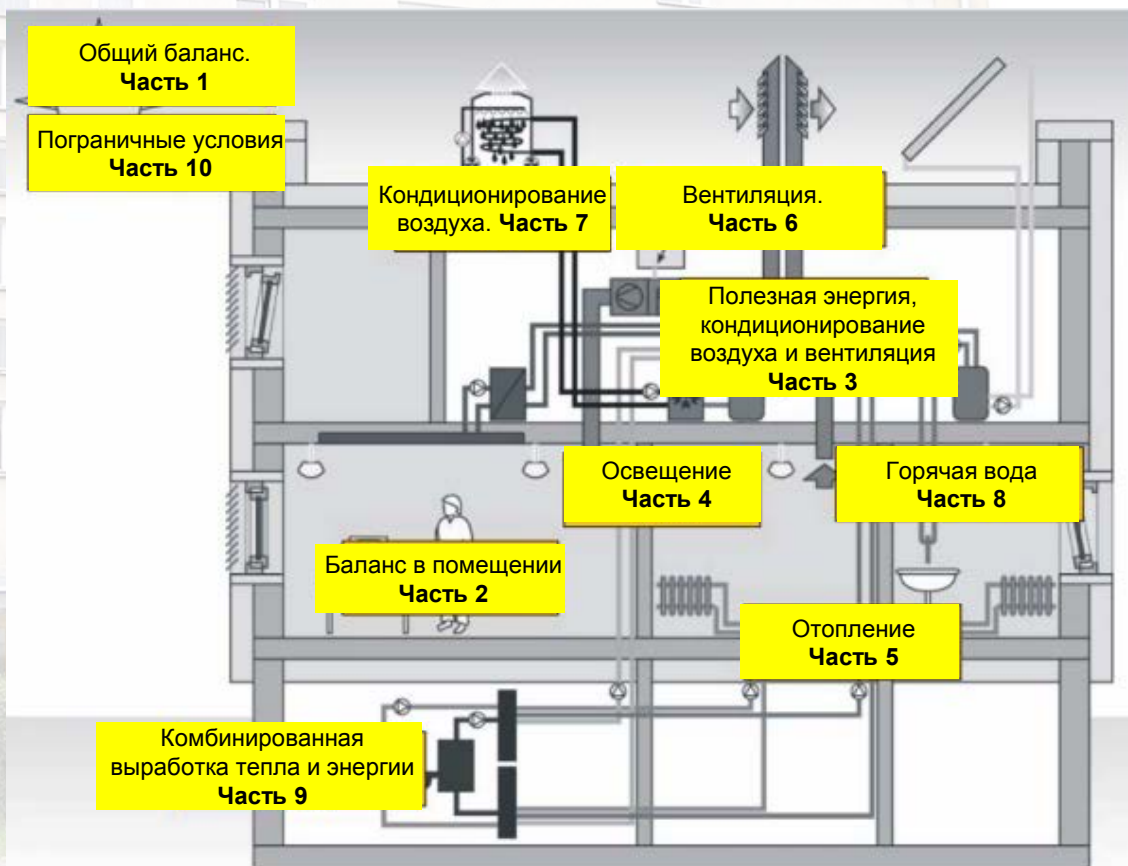 Общий баланс.
Часть 1
Пограничные условия
Часть 10
Кондиционирование
воздуха. Часть 7
Вентиляция.
Часть 6
Полезная энергия,
кондиционирование
воздуха и вентиляция
Часть 3
Освещение
Часть 4
Горячая вода
Часть 8
Баланс в помещении
Часть 2
Отопление
Часть 5
Комбинированная
выработка тепла и энергии
Часть 9